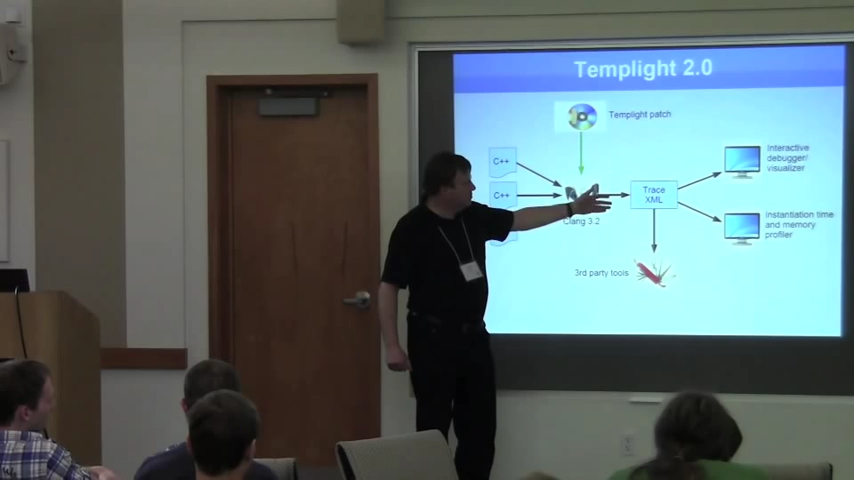 Templight 2.0
Templight patch
C++
C++
Clang 3.2
Trace
XML
Interactive
debugger/
visualizer
Instantiation time
and memory
profiler
3rd party tools